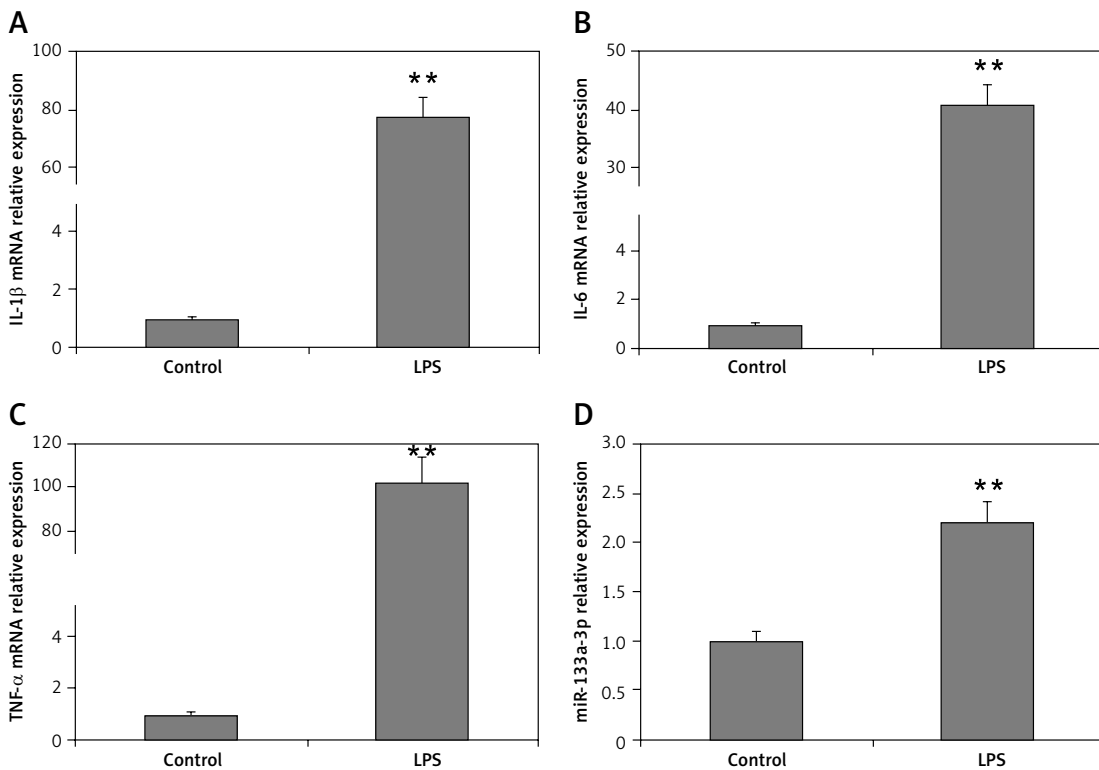 A
IL-1β mRNA relative expression
100
80
60
4
2
0
**
Control
LPS
B
IL-6 mRNA relative expression
50
40
30
4
2
0
**
Control
LPS
C
TNF-α mRNA relative expression
120
100
80
4
2
0
**
Control
LPS
D
miR-133a-3p relative expression
3.0
2.5
2.0
1.5
1.0
0.5
0
**
Control
LPS